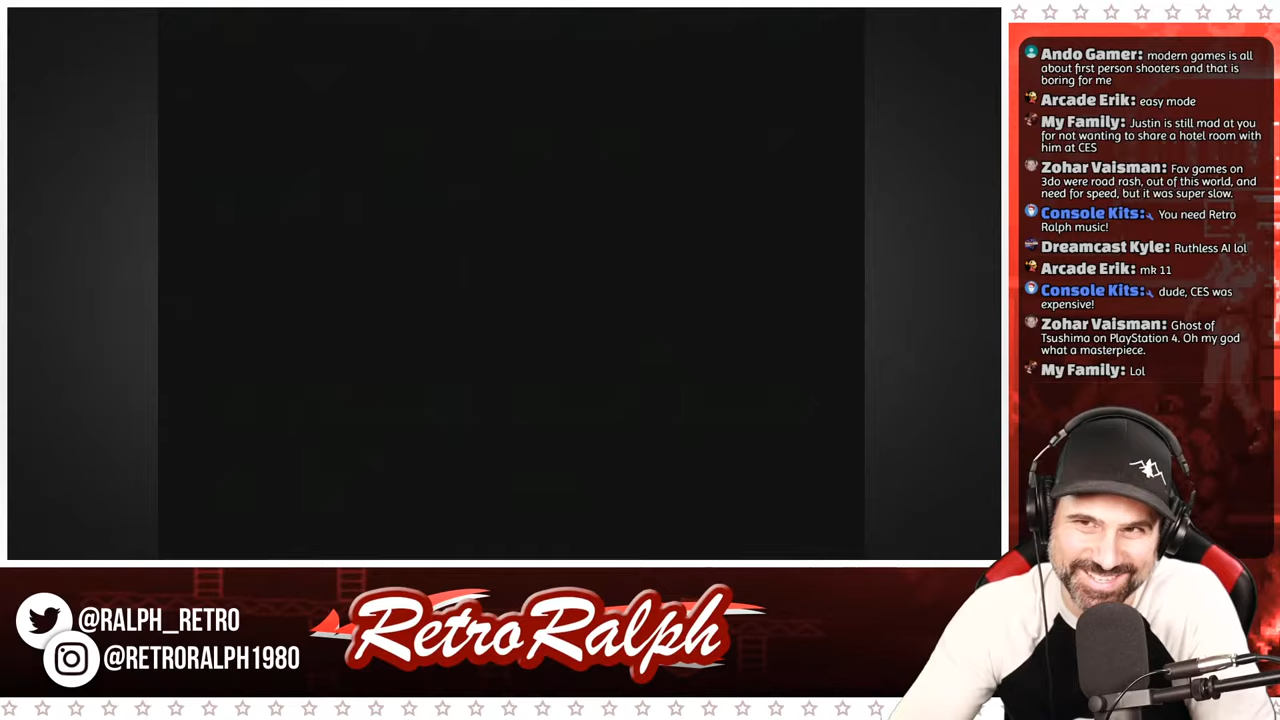 Ando Gamer: modern games is all
about first person shooters and that is
boring for me
Arcade Erik: easy mode
My Family: Justin is still mad at you
for not wanting to share a hotel room with
him at CES
Zohar Vaisman: Fav games on
3do were road rash, out of this world, and
need for speed, but it was super slow.
Console Kits: You need Retro
Ralph music!
Dreamcast Kyle: Ruthless AI lol
Arcade Erik: mk 11
Console Kits: dude, CES was
expensive!
Zohar Vaisman: Ghost of
Tsushima on PlayStation 4. Oh my god
what a masterpiece.
My Family: Lol
@RALPH_RETRO
@RETRORALPH1980
RetroRalph